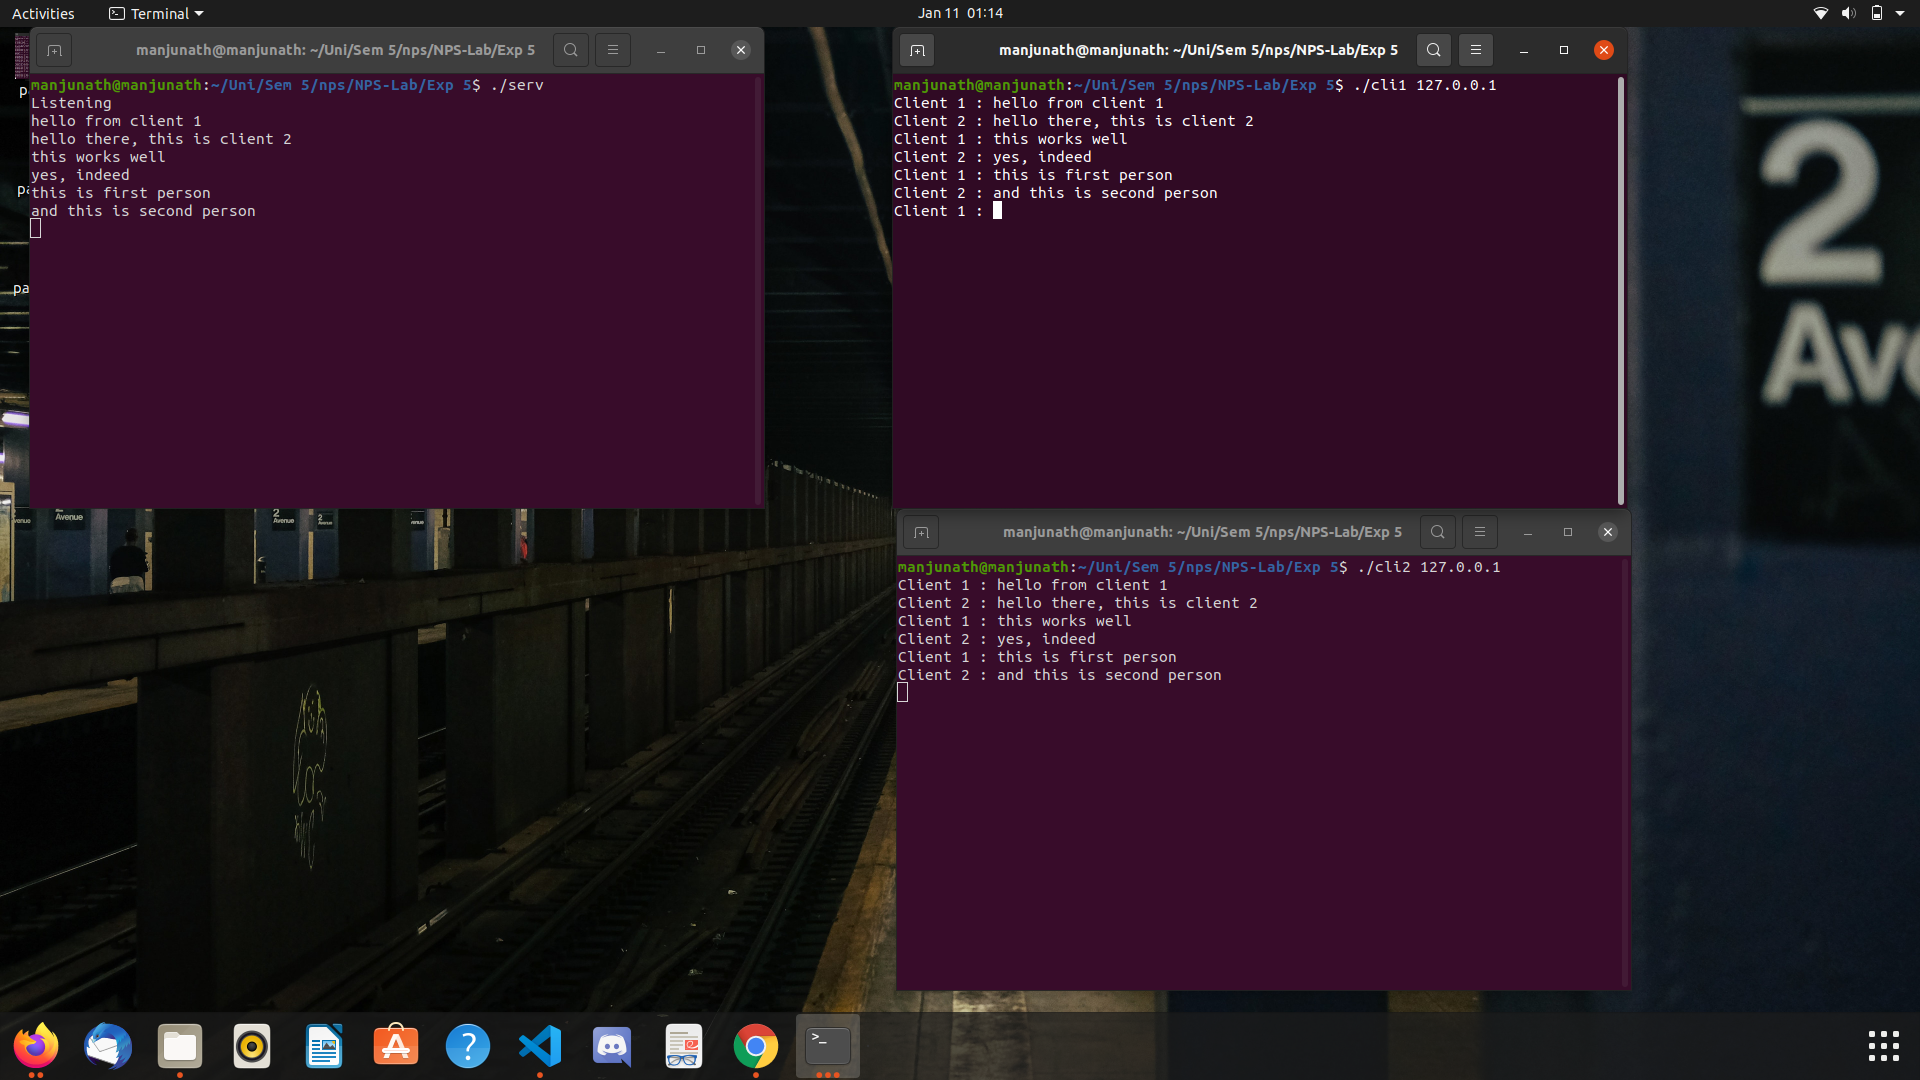 Activities
Terminal
Jan 11 01:14
manjunath@manjunath: ~/Uni/Sem 5/nps/NPS-Lab/Exp 5
manjunath@manjunath:~/Uni/Sem 5/nps/NPS-Lab/Exp 5$ ./serv
Listening
hello from client 1
hello there, this is client 2
this works well
yes, indeed
this is first person
and this is second person
manjunath@manjunath: ~/Uni/Sem 5/nps/NPS-Lab/Exp 5
manjunath@manjunath:~/Uni/Sem 5/nps/NPS-Lab/Exp 5$ ./cli1 127.0.0.1
Client 1 : hello from client 1
Client 2 : hello there, this is client 2
Client 1 : this works well
Client 2 : yes, indeed
Client 1 : this is first person
Client 2 : and this is second person
Client 1 :
manjunath@manjunath: ~/Uni/Sem 5/nps/NPS-Lab/Exp 5
manjunath@manjunath:~/Uni/Sem 5/nps/NPS-Lab/Exp 5$ ./cli2 127.0.0.1
Client 1 : hello from client 1
Client 2 : hello there, this is client 2
Client 1 : this works well
Client 2 : yes, indeed
Client 1 : this is first person
Client 2 : and this is second person
2
Ave
Avenue
2
Avenue
2
Avenue